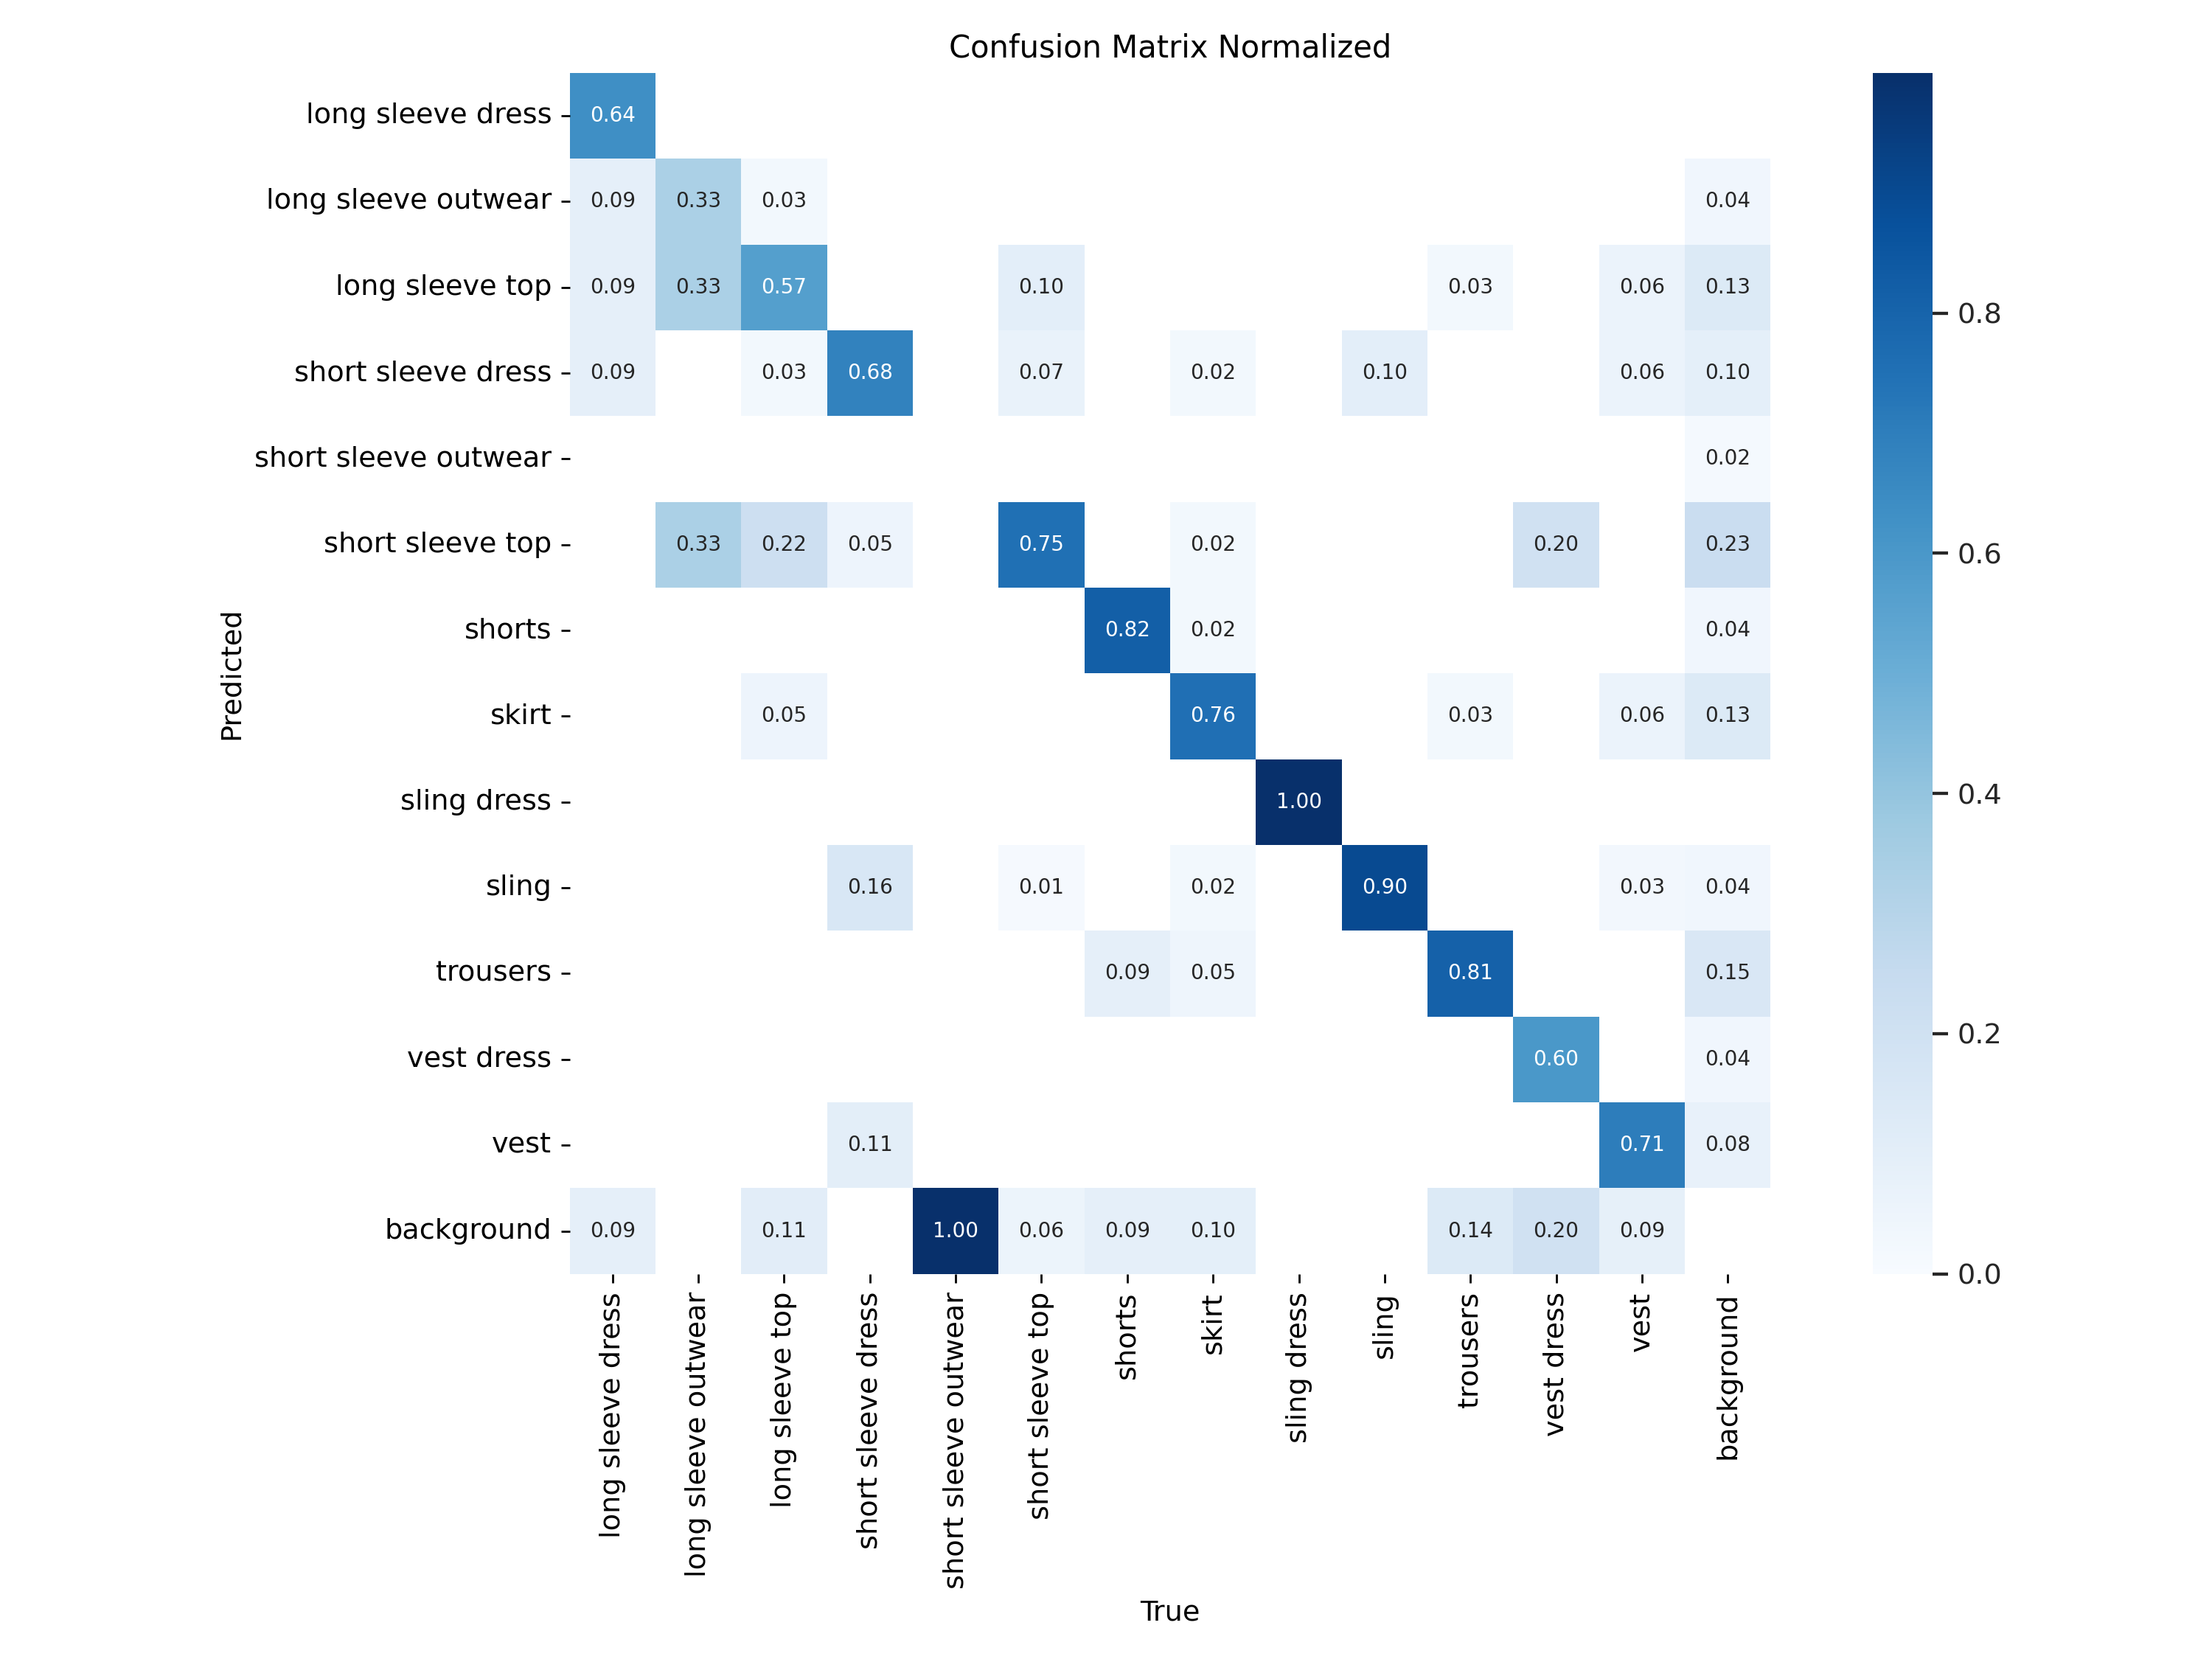 Confusion Matrix Normalized
long sleeve dress 0.64
long sleeve outwear 0.09 0.33 0.03 0.04
long sleeve top 0.09 0.33 0.57 0.10 0.03 0.06 0.13
short sleeve dress 0.09 0.03 0.68 0.07 0.02 0.10 0.06 0.10
short sleeve outwear 0.02
short sleeve top 0.33 0.22 0.05 0.75 0.02 0.20 0.23
shorts 0.82 0.02 0.04
skirt 0.05 0.76 0.03 0.06 0.13
sling dress 1.00
sling 0.16 0.01 0.02 0.90 0.03 0.04
trousers 0.09 0.05 0.81 0.15
vest dress 0.60 0.04
vest 0.11 0.71 0.08
background 0.09 0.11 1.00 0.06 0.09 0.10 0.14 0.20 0.09
Predicted
long sleeve dress
long sleeve outwear
long sleeve top
short sleeve dress
short sleeve outwear
short sleeve top
shorts
skirt
sling dress
sling
trousers
vest dress
vest
background
True
0.8
0.6
0.4
0.2
0.0